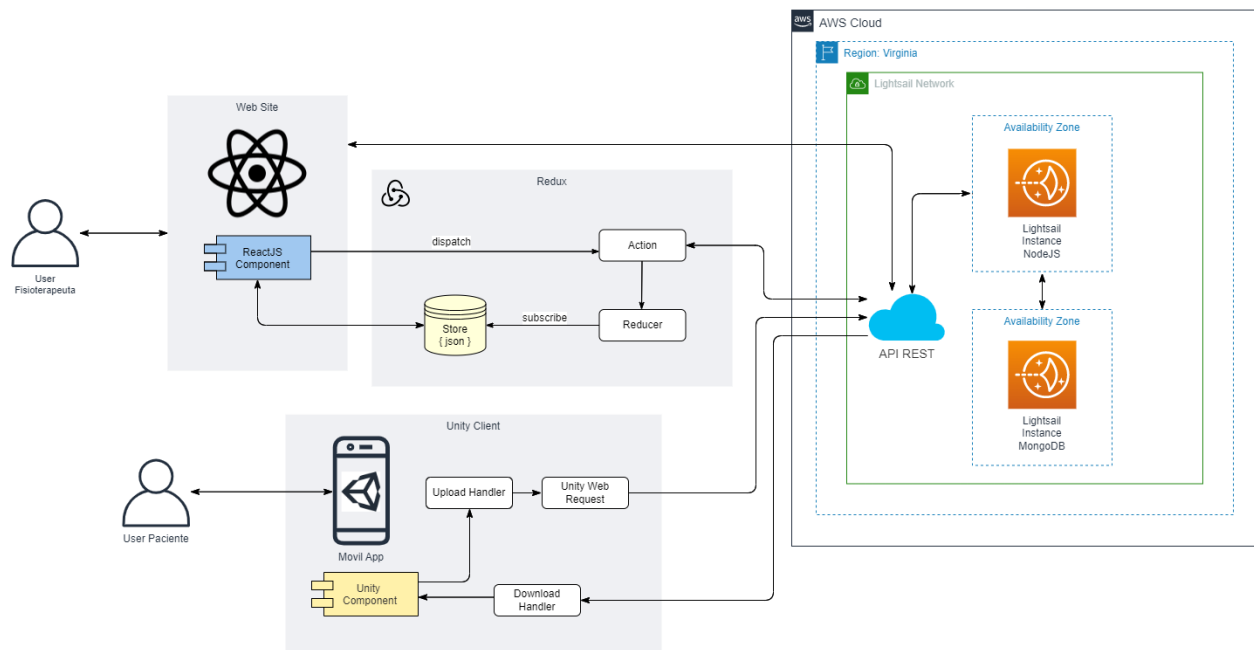 aws
AWS Cloud
Region: Virginia
Lightsail Network
Web Site
Availability Zone
Lightsail
Instance
NodeJS
Redux
User
Fisioterapeuta
ReactJS
Component
dispatch
Action
subscribe
Reducer
Store
{ json }
API REST
Availability Zone
Lightsail
Instance
MongoDB
Unity Client
Upload Handler
Unity Web
Request
User Paciente
Movil App
Unity
Component
Download
Handler